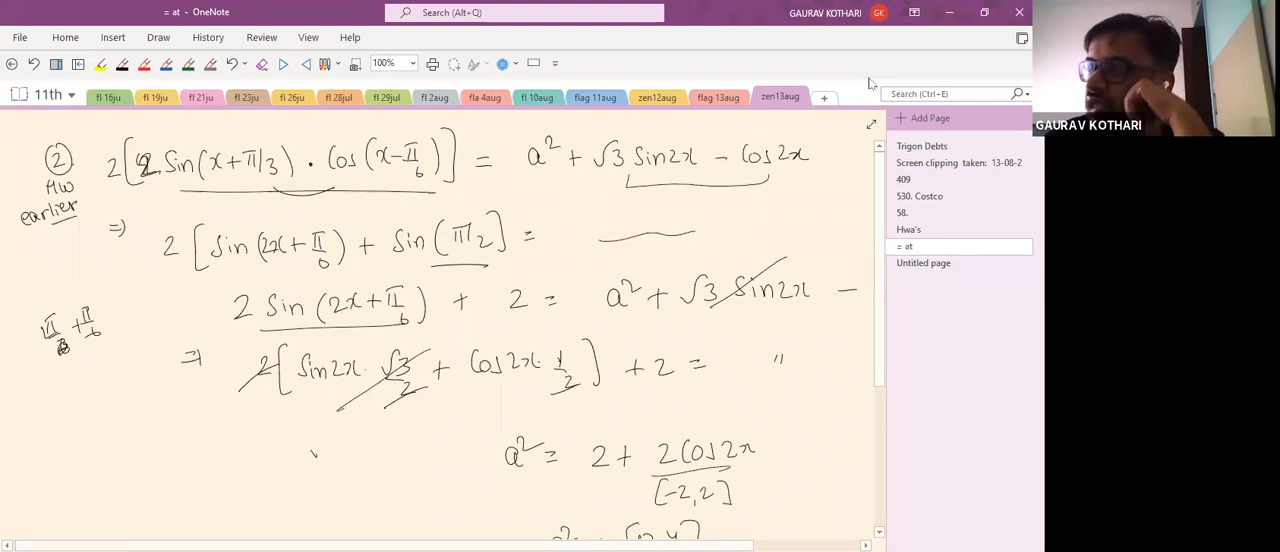 = at - OneNote
Search (Alt+Q)
GAURAV KOTHARI GK
File Home Insert Draw History Review View Help
100%
11th
fl 16ju fl 19ju fl 21ju fl 23ju fl 26ju fl 28jul fl 29jul fl 2aug fla 4aug fl 10aug flag 11aug zen12aug flag 13aug zen13aug +
Search (Ctrl+E)
GAURAV KOTHARI
Add Page
Trigon Debts
Screen clipping taken: 13-08-2
409
530. Costco
58.
Hwa's
= at
Untitled page
② 2[2 Sin(x+π/3) · Cos(x-π/6)] = a² + √3 Sin2x - Cos2x
HW
earlier
⇒ 2[Sin(2x+π/6) + Sin(π/2)] =
2 Sin(2x+π/6) + 2 = a² + √3 Sin2x -
π/3 + π/6
⇒ 2[Sin2x · √3/2 + Cos2x · 1/2] + 2 = "
a² = 2 + 2Cos2x
[-2,2]